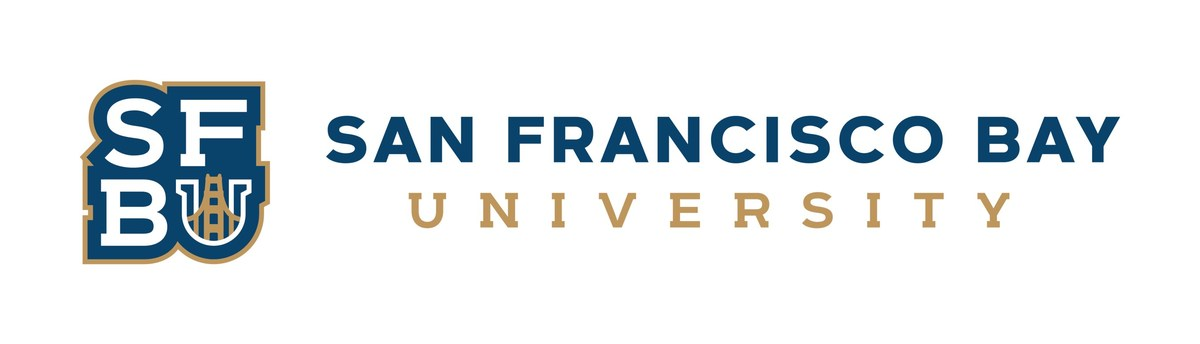 SF
BU
SAN FRANCISCO BAY
UNIVERSITY